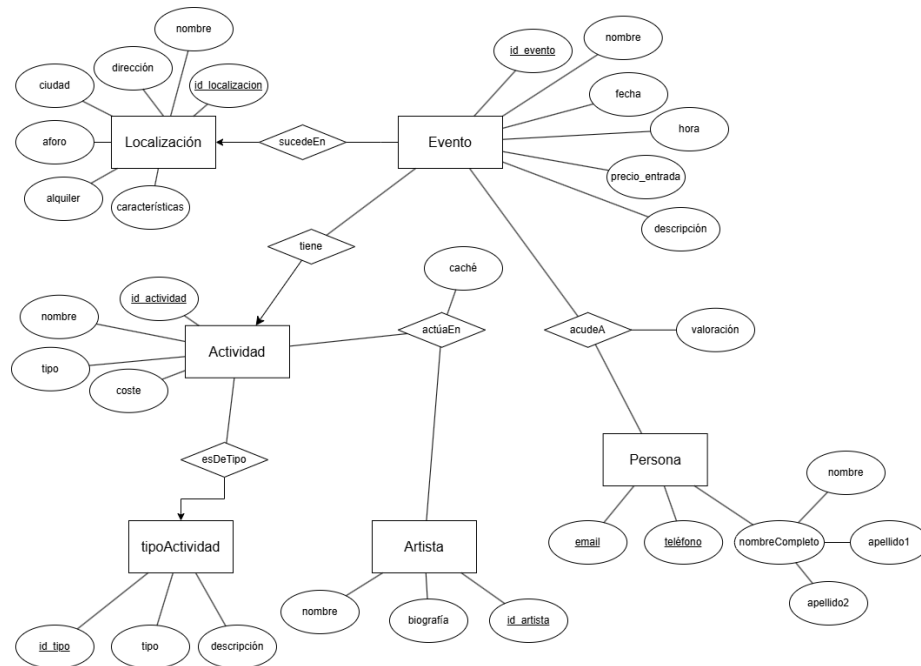 nombre
nombre
id_evento
dirección
ciudad
id_localizacion
fecha
hora
aforo
Localización
sucedeEn
Evento
precio_entrada
alquiler
características
descripción
tiene
caché
id_actividad
nombre
actúaEn
acudeA
valoración
Actividad
tipo
coste
esDeTipo
Persona
nombre
tipoActividad
Artista
email
teléfono
nombreCompleto
apellido1
nombre
biografía
id_artista
apellido2
id_tipo
tipo
descripción